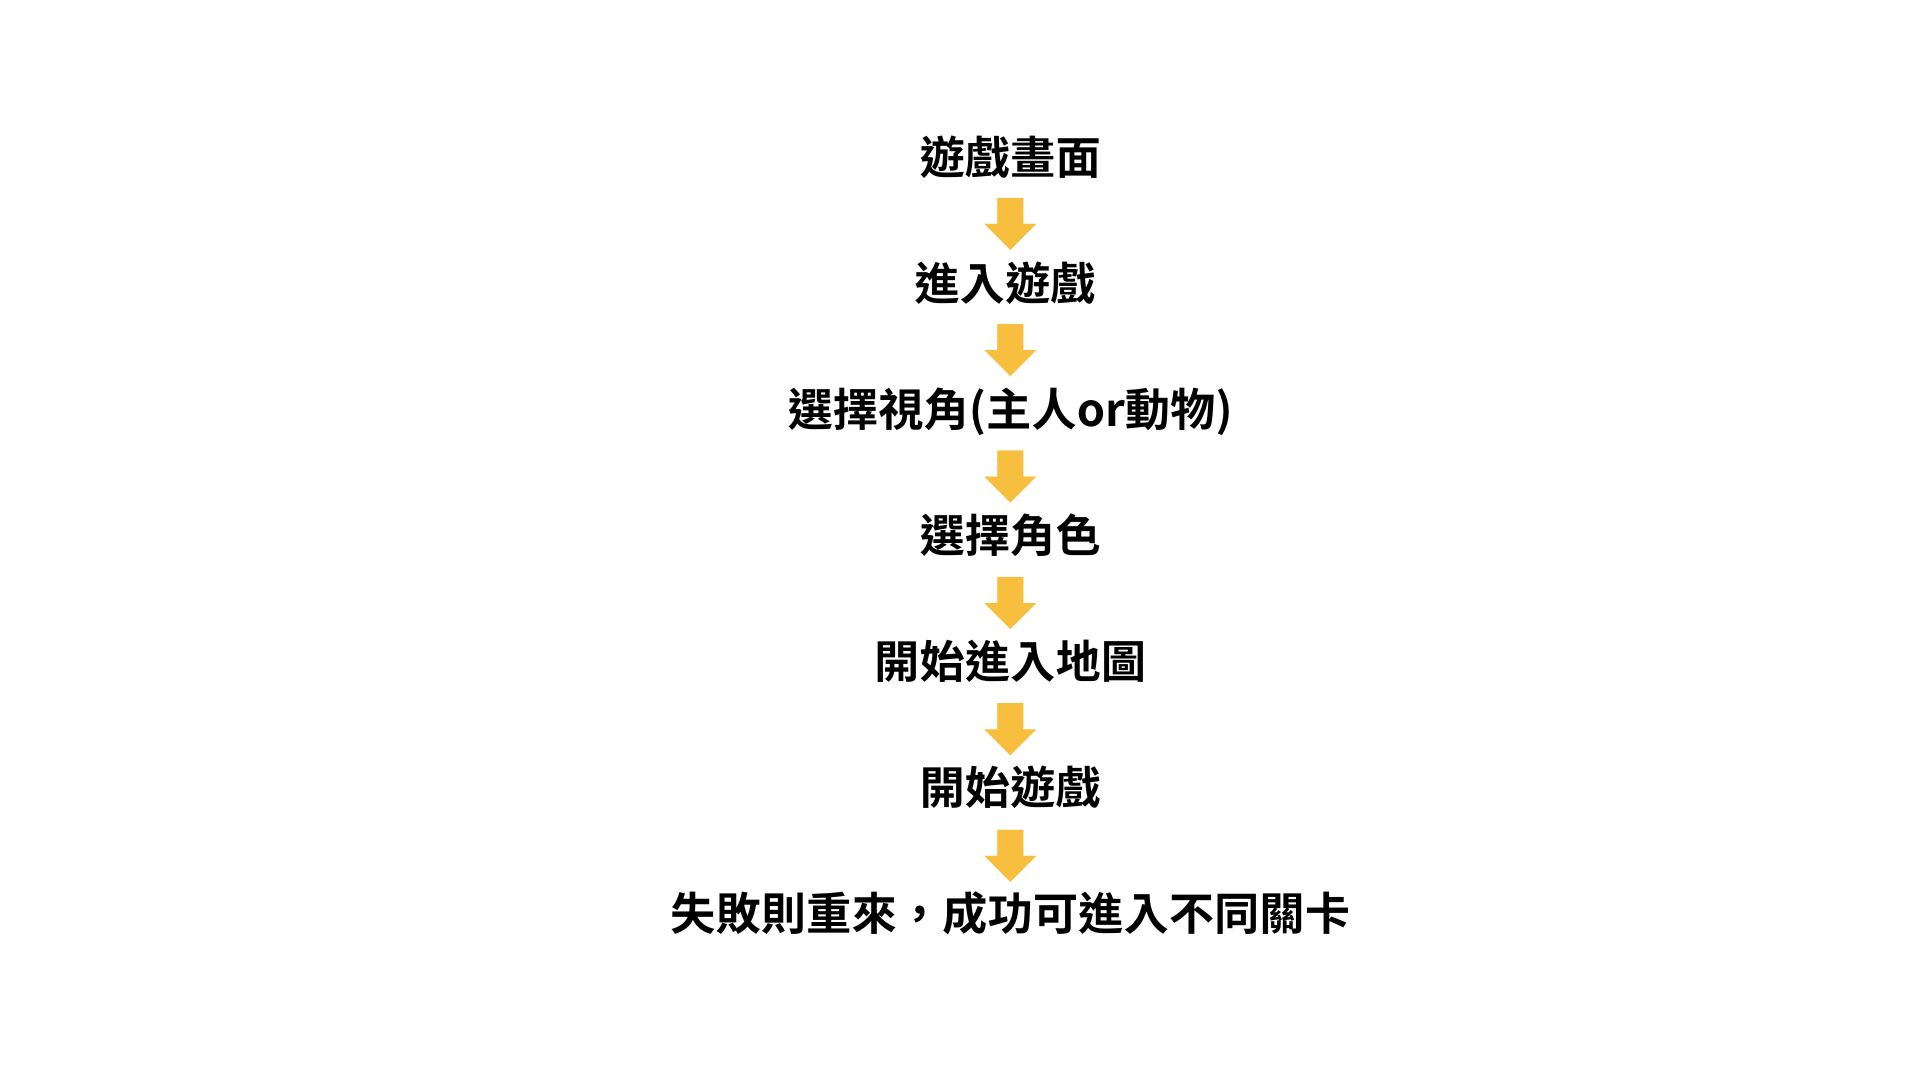 遊戲畫面
進入遊戲
選擇視角(主人or動物)
選擇角色
開始進入地圖
開始遊戲
失敗則重來，成功可進入不同關卡